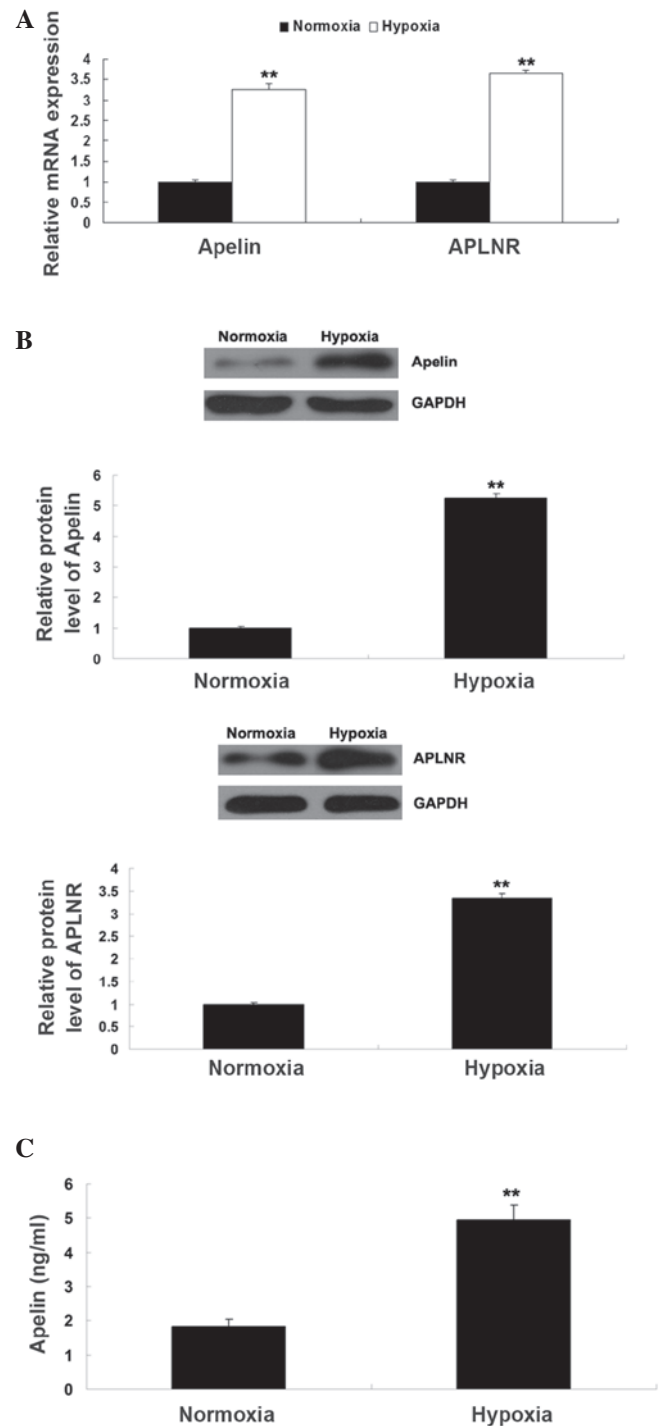 A
Normoxia Hypoxia
Relative mRNA expression
4
3.5
3
2.5
2
1.5
1
0.5
0
**
**
Apelin APLNR
B
Normoxia Hypoxia
Apelin
GAPDH
Relative protein
level of Apelin
6
5
4
3
2
1
0
**
Normoxia Hypoxia
Normoxia Hypoxia
APLNR
GAPDH
Relative protein
level of APLNR
4
3.5
3
2.5
2
1.5
1
0.5
0
**
Normoxia Hypoxia
C
Apelin (ng/ml)
6
5
4
3
2
1
0
**
Normoxia Hypoxia